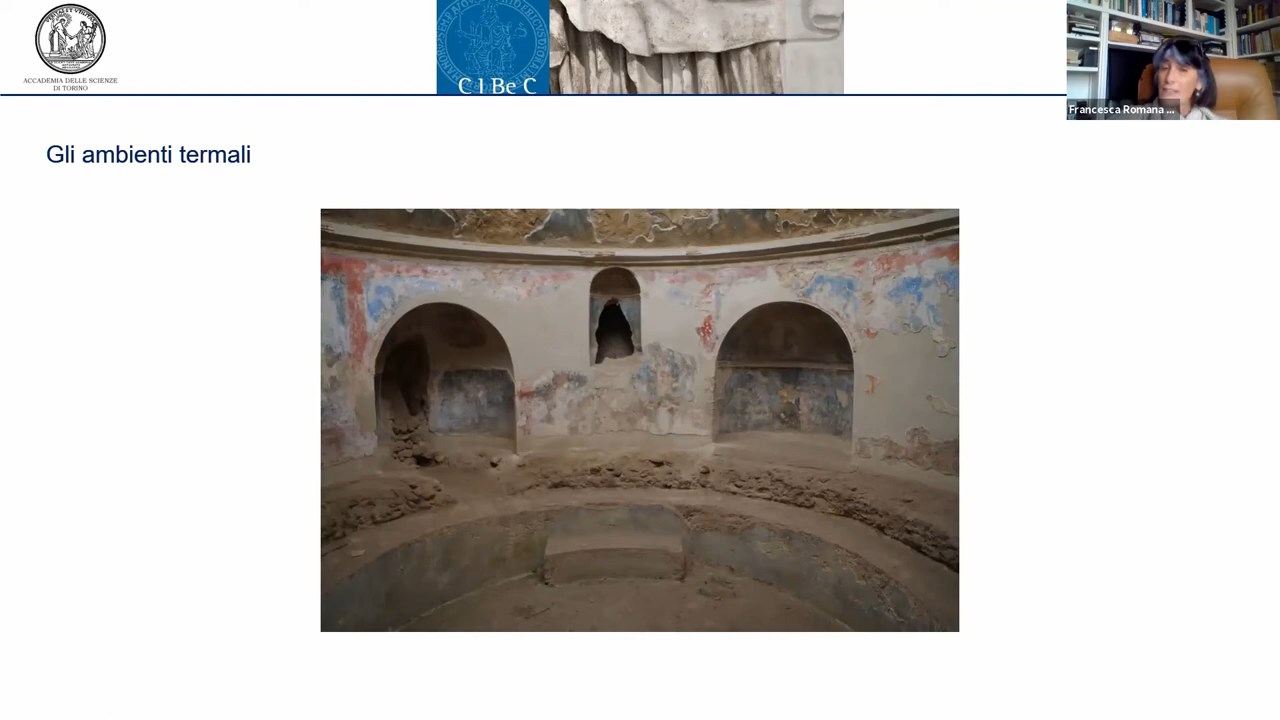 ACCADEMIA DELLE SCIENZE
DI TORINO
C I Be C
Francesca Romana ...
Gli ambienti termali